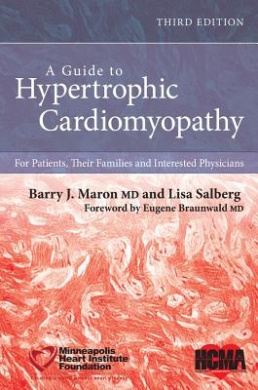 THIRD EDITION
A Guide to
Hypertrophic
Cardiomyopathy
For Patients, Their Families and Interested Physicians
Barry J. Maron MD and Lisa Salberg
Foreword by Eugene Braunwald MD
Minneapolis
Heart Institute
Foundation
HCMA